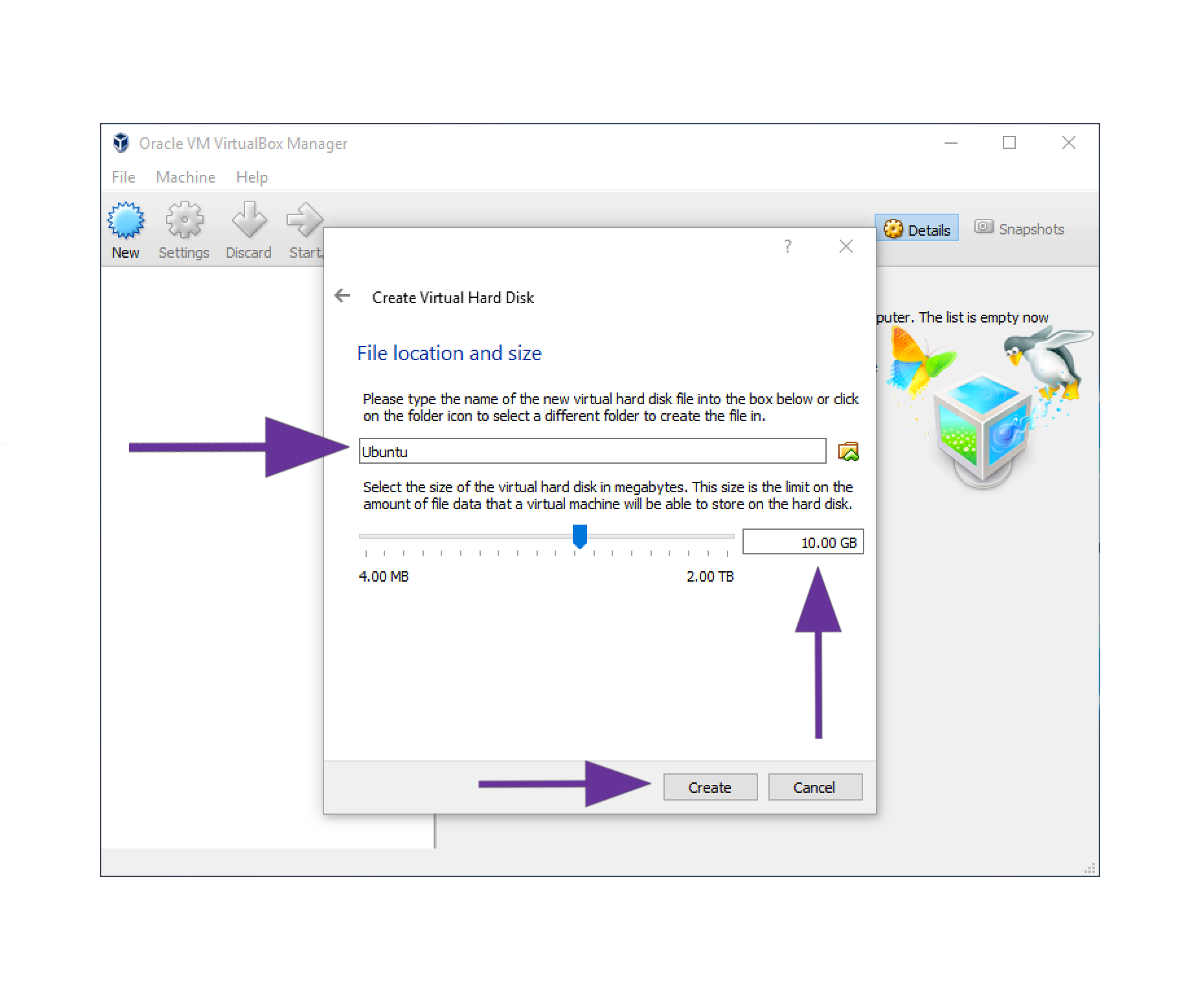 Oracle VM VirtualBox Manager
File Machine Help
New Settings Discard Start
Details Snapshots
?
Create Virtual Hard Disk
puter. The list is empty now
File location and size
Please type the name of the new virtual hard disk file into the box below or click
on the folder icon to select a different folder to create the file in.
Ubuntu
Select the size of the virtual hard disk in megabytes. This size is the limit on the
amount of file data that a virtual machine will be able to store on the hard disk.
10.00 GB
4.00 MB 2.00 TB
Create Cancel